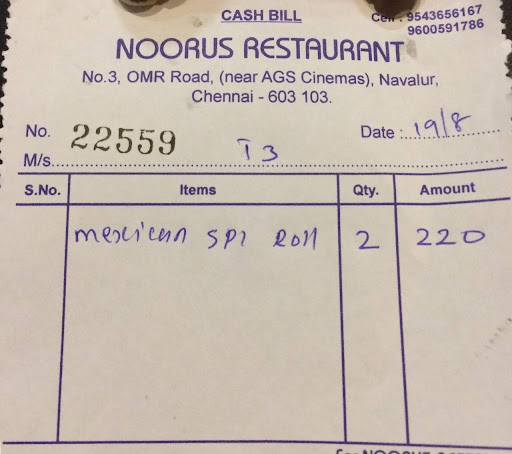 CASH BILL
Cell : 9543656167
9600591786
NOORUS RESTAURANT
No.3, OMR Road, (near AGS Cinemas), Navalur,
Chennai - 603 103.
No. 22559 Date : 19/8
M/s. T3
S.No. Items Qty. Amount
mexican SPI Roll 2 220